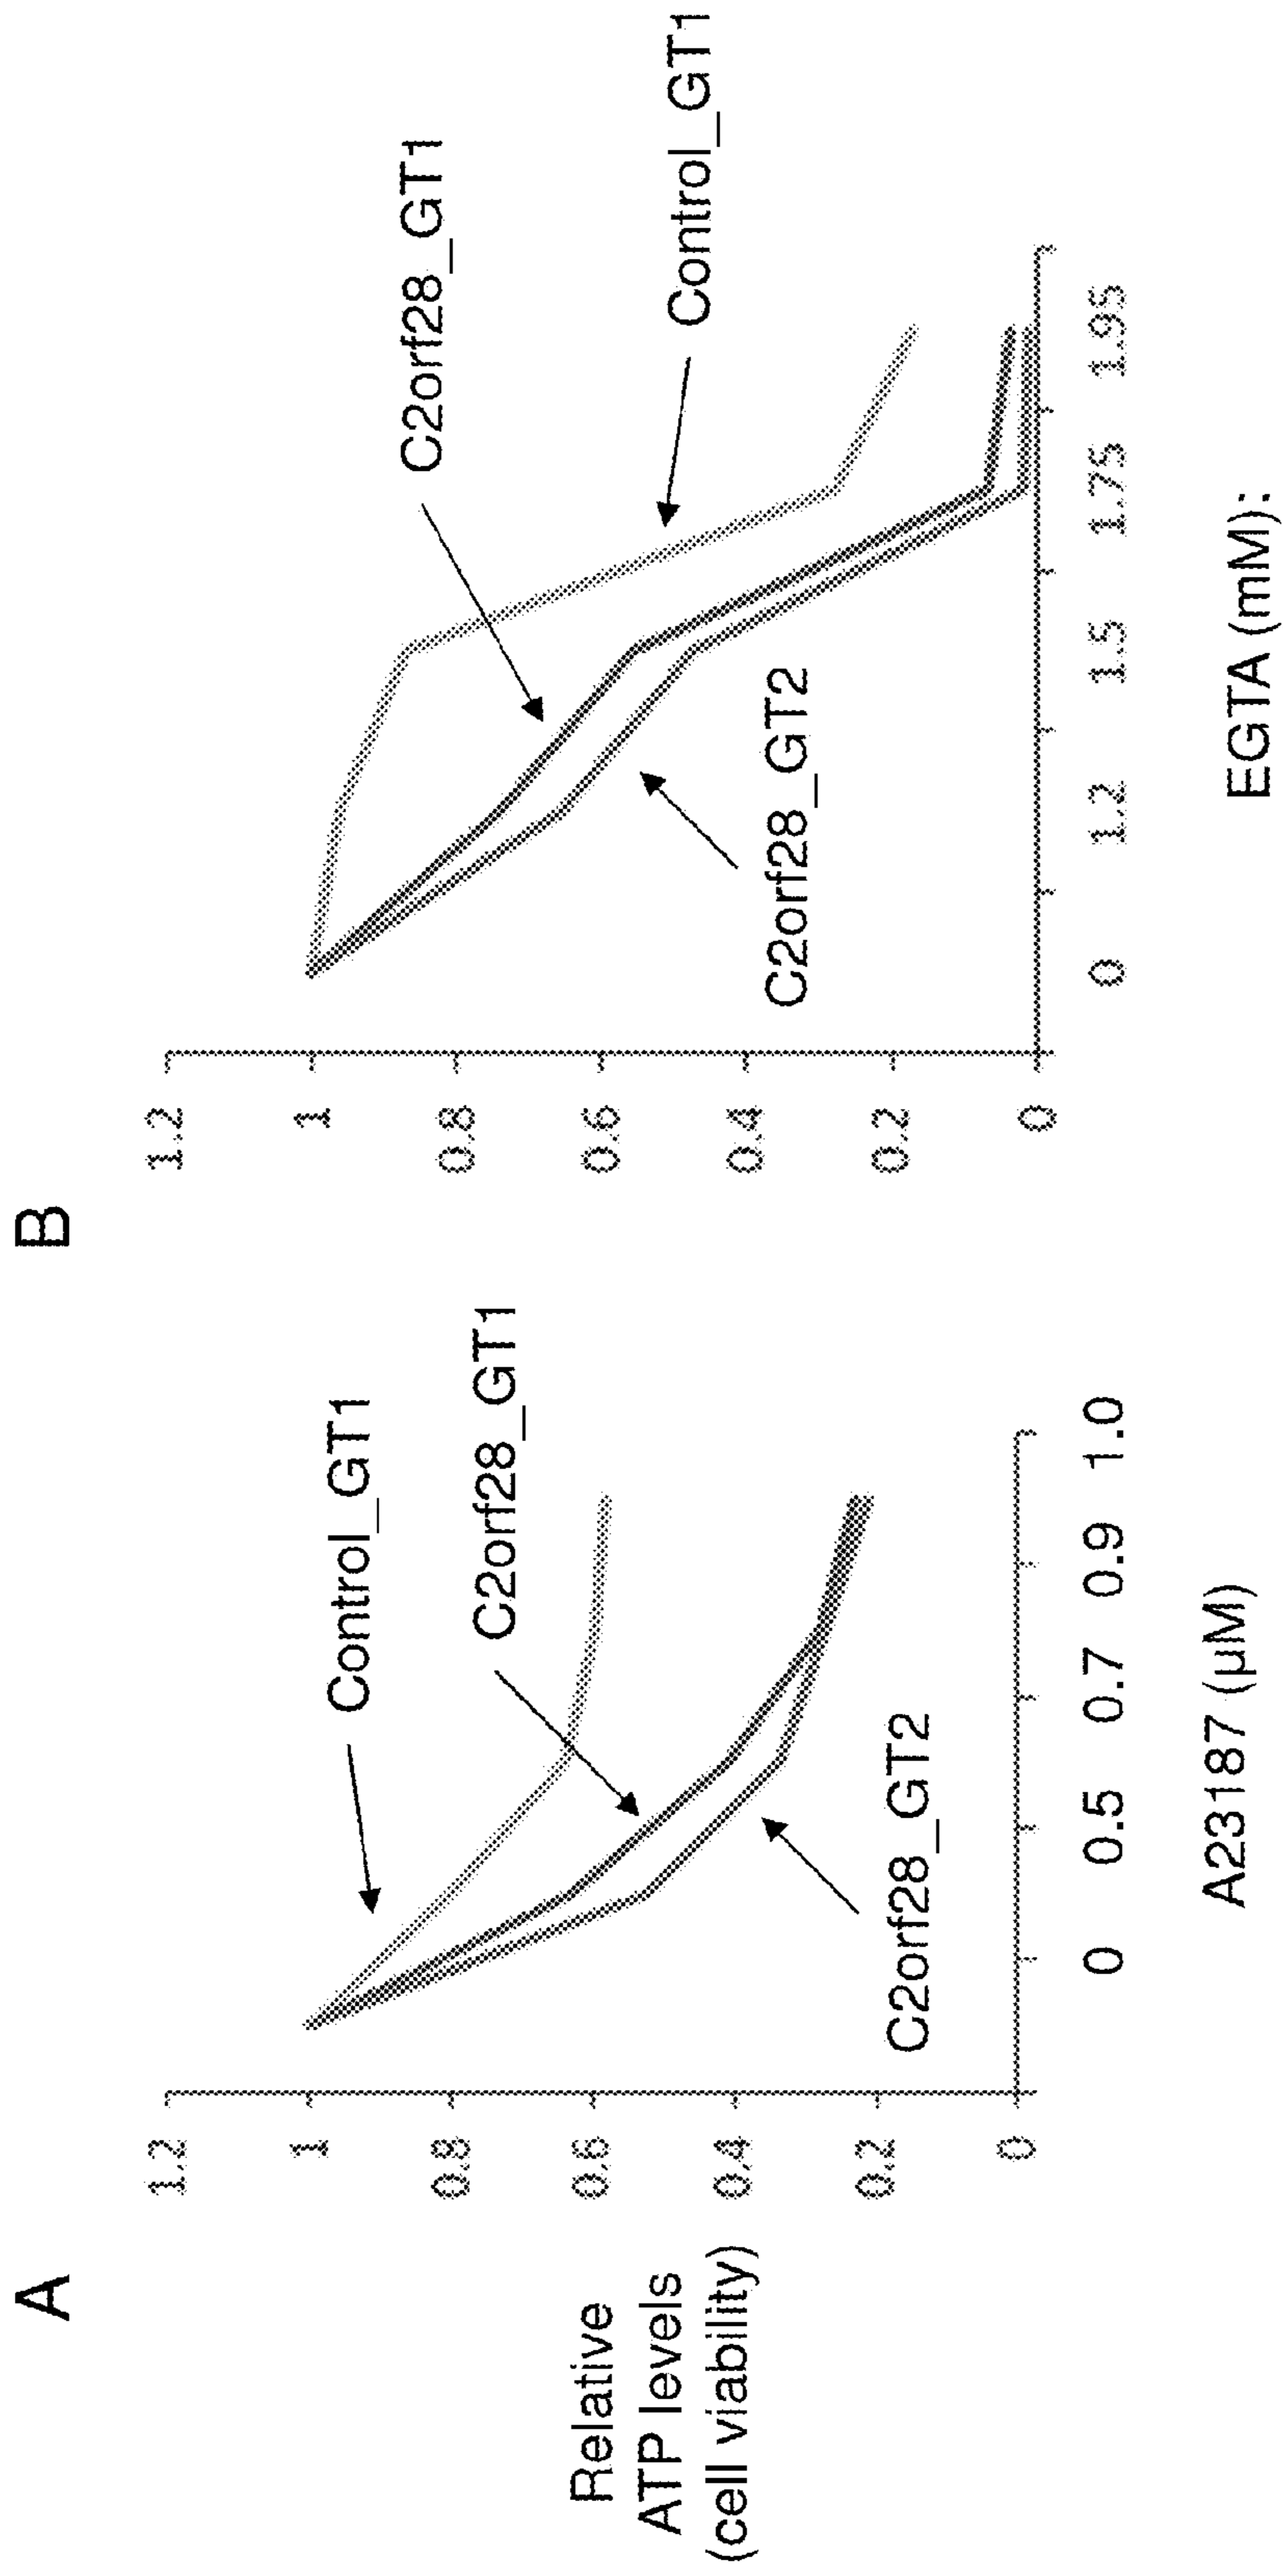 A
Relative
ATP levels
(cell viability)
1.2
1
0.8
0.6
0.4
0.2
0
Control_GT1
C2orf28_GT1
C2orf28_GT2
0 0.5 0.7 0.9 1.0
A23187 (µM)
B
1.2
1
0.8
0.6
0.4
0.2
0
C2orf28_GT1
Control_GT1
C2orf28_GT2
0 1.2 1.5 1.75 1.95
EGTA (mM):